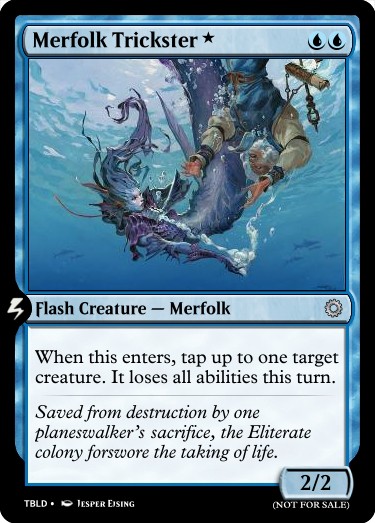 Merfolk Trickster ★
Flash Creature — Merfolk
When this enters, tap up to one target
creature. It loses all abilities this turn.
Saved from destruction by one
planeswalker's sacrifice, the Eliterate
colony forswore the taking of life.
2/2
TBLD • Jesper Eising
(NOT FOR SALE)